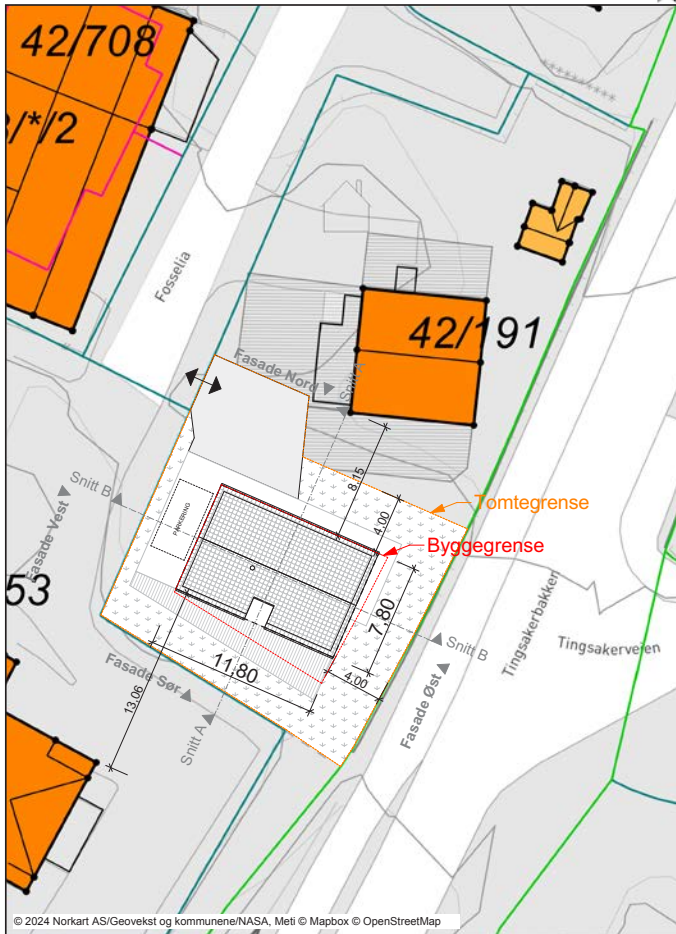 42/708
/*/2
Fosselia
42/191
Fasade Nord
Snitt A
8,15
4,00
Tomtegrense
Byggegrense
Snitt B
Fasade Vest
PARKERING
53
7,80
11,80
4,00
Snitt B
Tingsakerbakken
Tingsakerveien
Fasade Øst
Fasade Sør
13,06
Snitt A
© 2024 Norkart AS/Geovekst og kommunene/NASA, Meti © Mapbox © OpenStreetMap